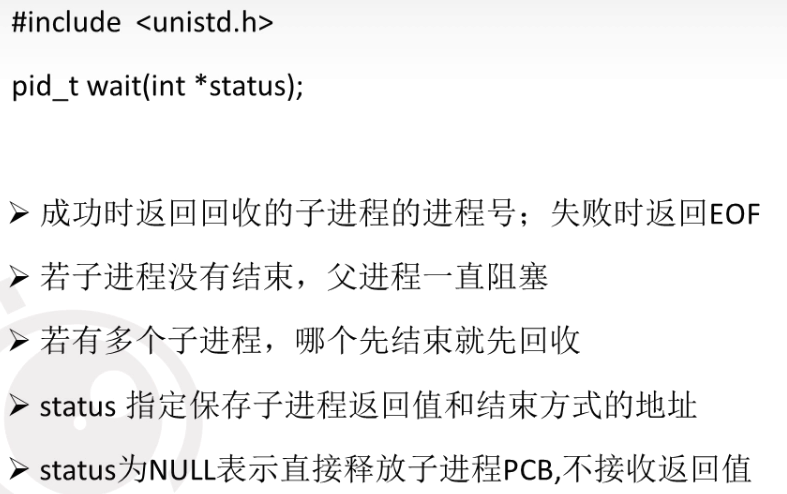 #include <unistd.h>
pid_t wait(int *status);
➢ 成功时返回回收的子进程的进程号；失败时返回EOF
➢ 若子进程没有结束，父进程一直阻塞
➢ 若有多个子进程，哪个先结束就先回收
➢ status 指定保存子进程返回值和结束方式的地址
➢ status为NULL表示直接释放子进程PCB,不接收返回值